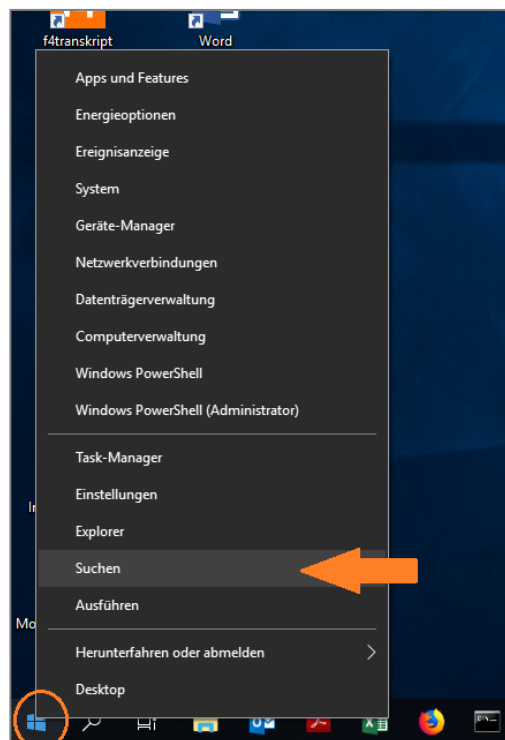 f4transkript
Word
Apps und Features
Energieoptionen
Ereignisanzeige
System
Geräte-Manager
Netzwerkverbindungen
Datenträgerverwaltung
Computerverwaltung
Windows PowerShell
Windows PowerShell (Administrator)
Task-Manager
Einstellungen
Explorer
Suchen
Ausführen
Mo
Herunterfahren oder abmelden
Desktop